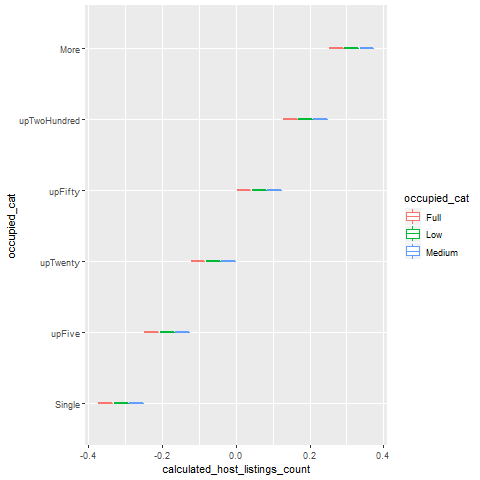 More
upTwoHundred
upFifty
upTwenty
upFive
Single
occupied_cat
-0.4
-0.2
0.0
0.2
0.4
calculated_host_listings_count
occupied_cat
Full
Low
Medium